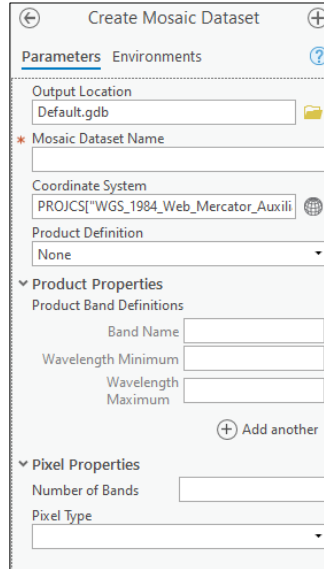 Create Mosaic Dataset
Parameters Environments
?
Output Location
Default.gdb
* Mosaic Dataset Name
Coordinate System
PROJCS["WGS_1984_Web_Mercator_Auxili
Product Definition
None
Product Properties
Product Band Definitions
Band Name
Wavelength Minimum
Wavelength
Maximum
Add another
Pixel Properties
Number of Bands
Pixel Type